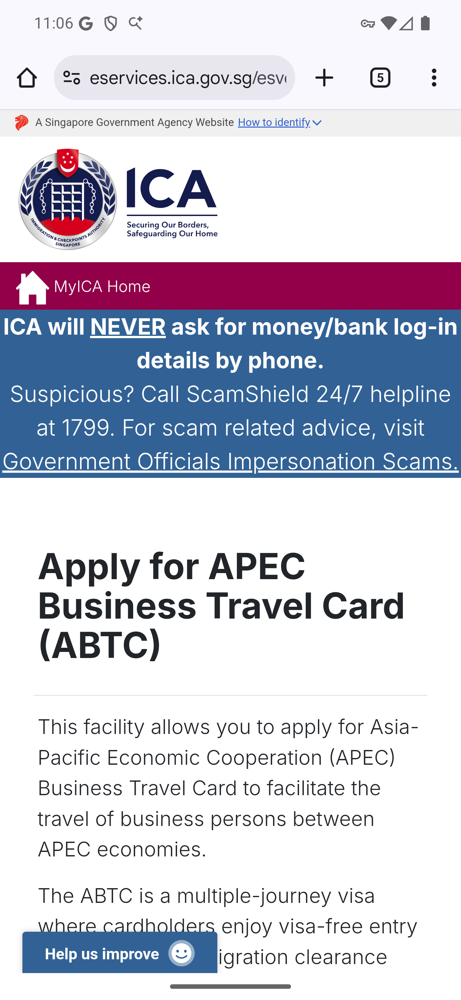 11:06
eservices.ica.gov.sg/esv
5
A Singapore Government Agency Website How to identify
IMMIGRATION & CHECKPOINTS AUTHORITY
SINGAPORE
ICA
Securing Our Borders,
Safeguarding Our Home
MyICA Home
ICA will NEVER ask for money/bank log-in
details by phone.
Suspicious? Call ScamShield 24/7 helpline
at 1799. For scam related advice, visit
Government Officials Impersonation Scams.
Apply for APEC
Business Travel Card
(ABTC)
This facility allows you to apply for Asia-
Pacific Economic Cooperation (APEC)
Business Travel Card to facilitate the
travel of business persons between
APEC economies.
The ABTC is a multiple-journey visa
where cardholders enjoy visa-free entry
igration clearance
Help us improve